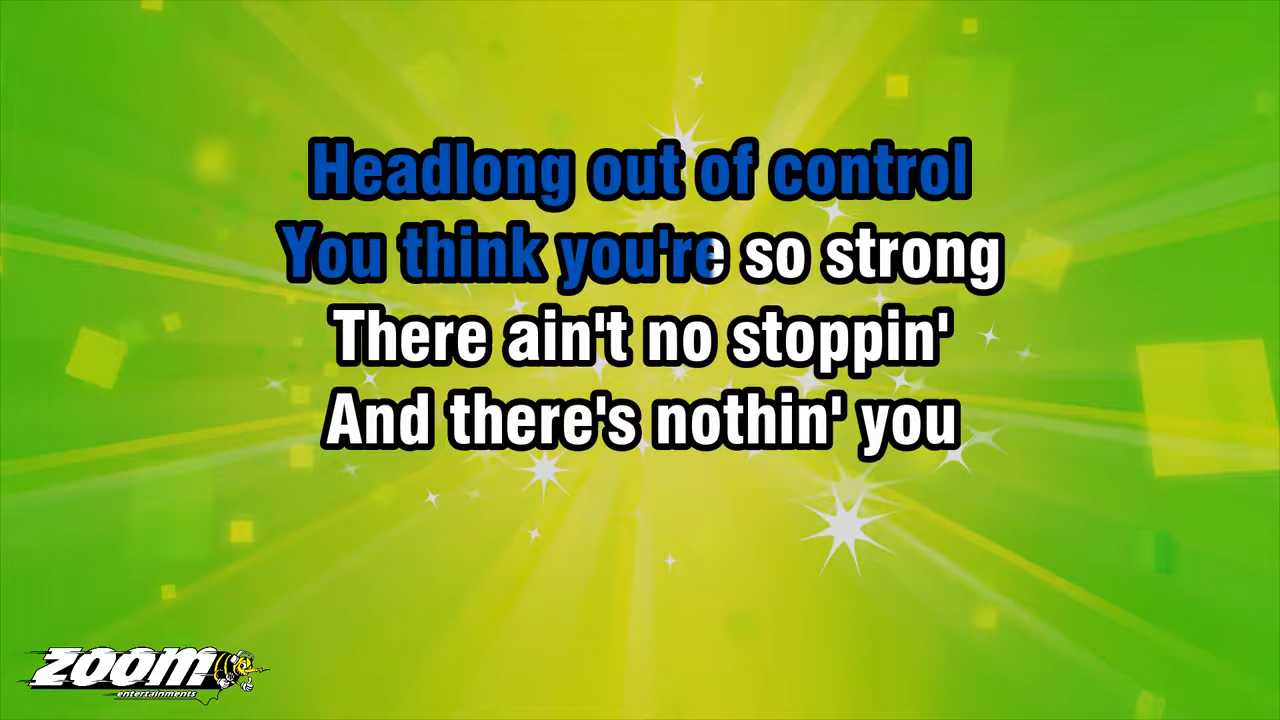 Headlong out of control
You think you're so strong
There ain't no stoppin'
And there's nothin' you
zoom
entertainments